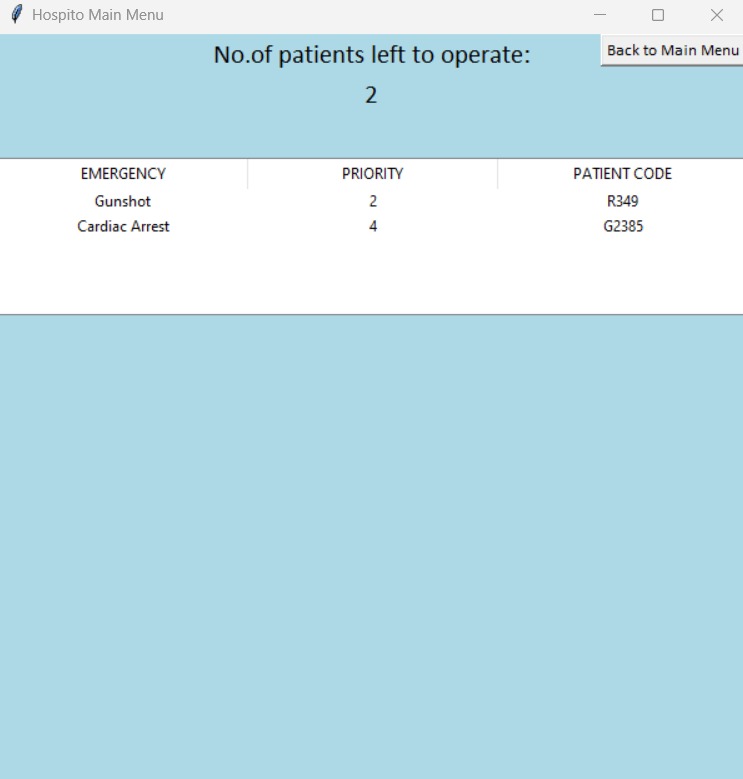 Hospito Main Menu
No.of patients left to operate:
Back to Main Menu
2
EMERGENCY PRIORITY PATIENT CODE
Gunshot 2 R349
Cardiac Arrest 4 G2385